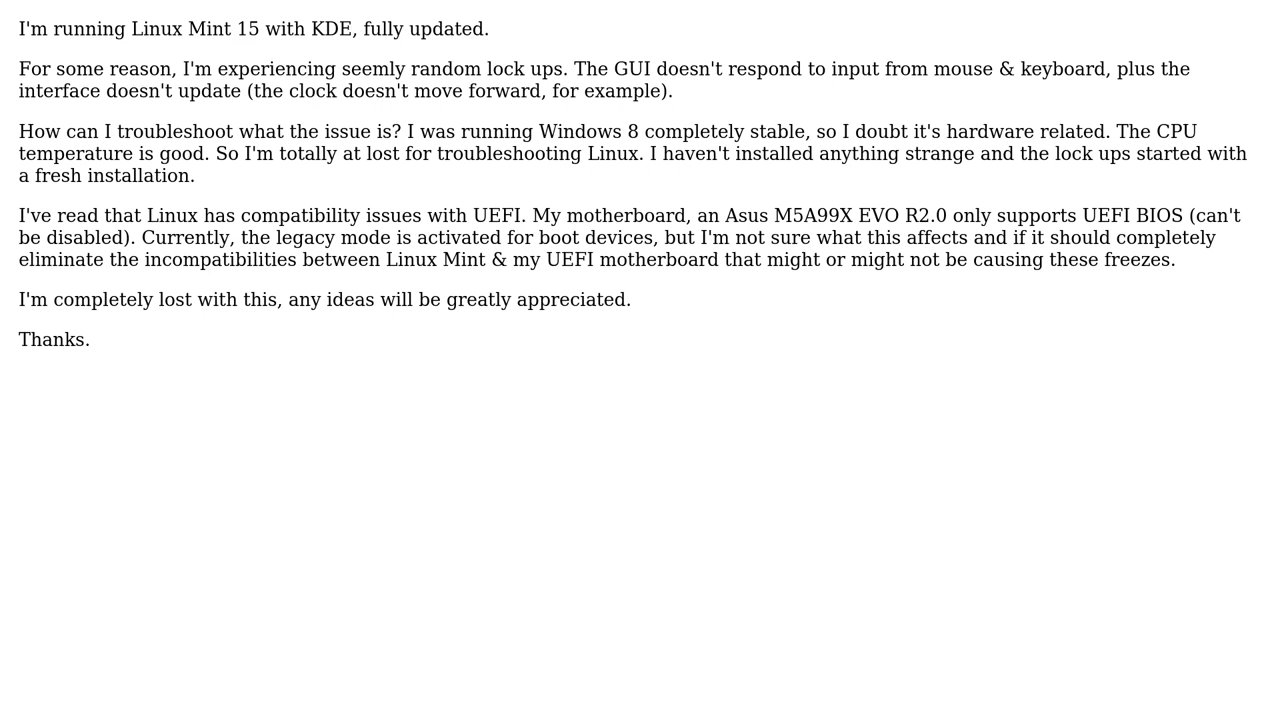 I'm running Linux Mint 15 with KDE, fully updated.
For some reason, I'm experiencing seemly random lock ups. The GUI doesn't respond to input from mouse & keyboard, plus the
interface doesn't update (the clock doesn't move forward, for example).
How can I troubleshoot what the issue is? I was running Windows 8 completely stable, so I doubt it's hardware related. The CPU
temperature is good. So I'm totally at lost for troubleshooting Linux. I haven't installed anything strange and the lock ups started with
a fresh installation.
I've read that Linux has compatibility issues with UEFI. My motherboard, an Asus M5A99X EVO R2.0 only supports UEFI BIOS (can't
be disabled). Currently, the legacy mode is activated for boot devices, but I'm not sure what this affects and if it should completely
eliminate the incompatibilities between Linux Mint & my UEFI motherboard that might or might not be causing these freezes.
I'm completely lost with this, any ideas will be greatly appreciated.
Thanks.